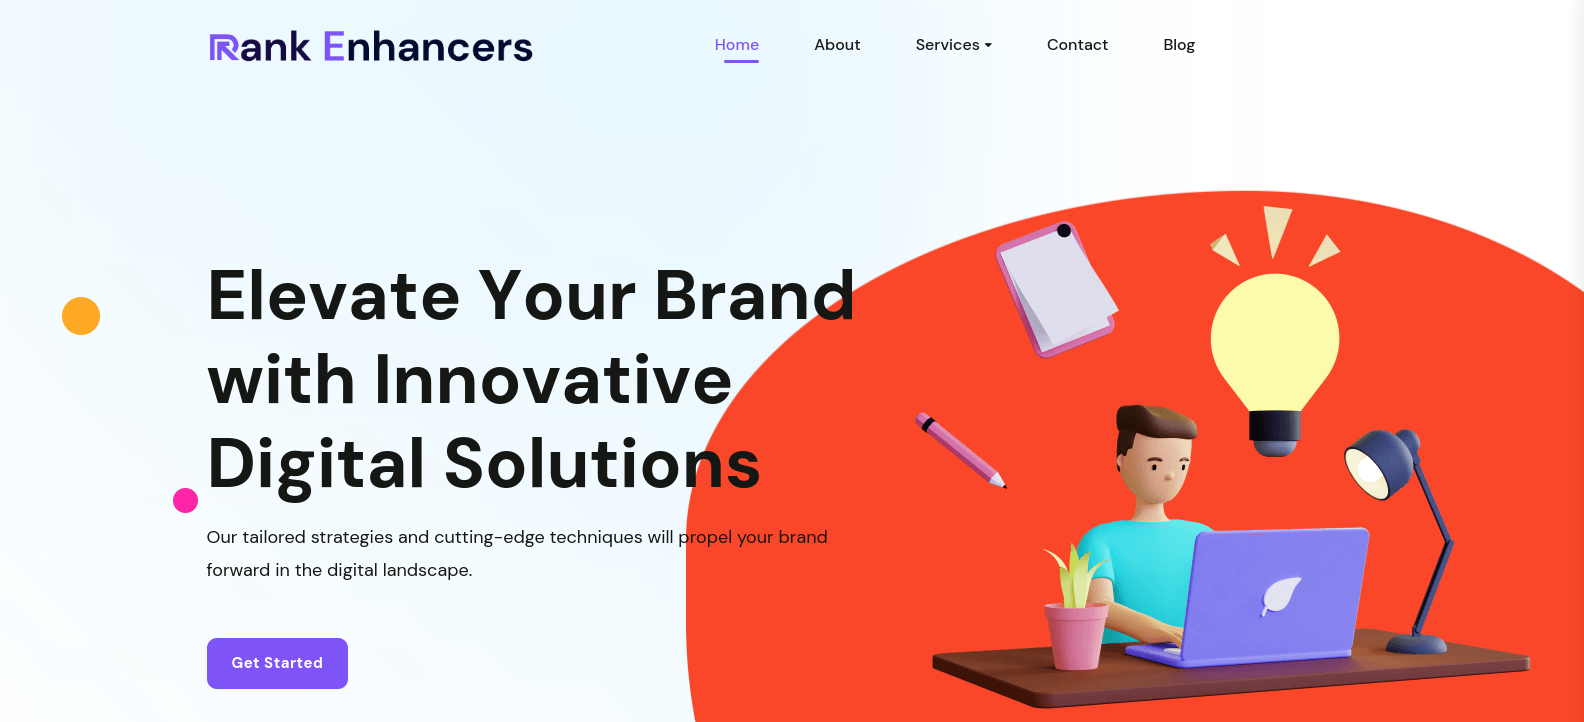 Rank Enhancers
Home About Services Contact Blog
Elevate Your Brand
with Innovative
Digital Solutions
Our tailored strategies and cutting-edge techniques will propel your brand
forward in the digital landscape.
Get Started